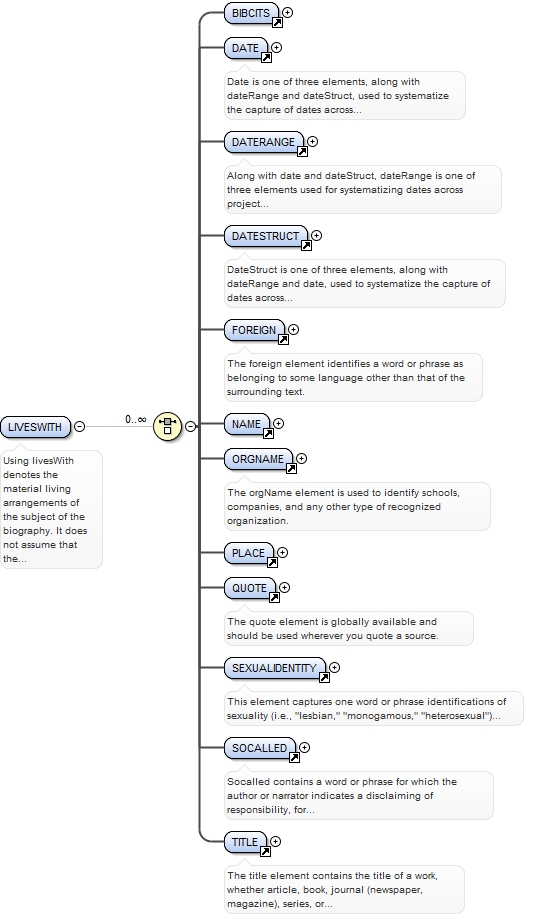 BIBCITS
DATE
Date is one of three elements, along with
dateRange and dateStruct, used to systematize
the capture of dates across...
DATERANGE
Along with date and dateStruct, dateRange is one of
three elements used for systematizing dates across
project...
DATESTRUCT
DateStruct is one of three elements, along with
dateRange and date, used to systematize the capture of
dates across...
FOREIGN
The foreign element identifies a word or phrase as
belonging to some language other than that of the
surrounding text.
LIVESWITH
0..∞
Using livesWith
denotes the
material living
arrangements of
the subject of the
biography. It does
not assume that
the...
NAME
ORGNAME
The orgName element is used to identify schools,
companies, and any other type of recognized
organization.
PLACE
QUOTE
The quote element is globally available and
should be used wherever you quote a source.
SEXUALIDENTITY
This element captures one word or phrase identifications of
sexuality (i.e., "lesbian," "monogamous," "heterosexual")...
SOCALLED
Socalled contains a word or phrase for which the
author or narrator indicates a disclaiming of
responsibility, for...
TITLE
The title element contains the title of a work,
whether article, book, journal (newspaper,
magazine), series, or...